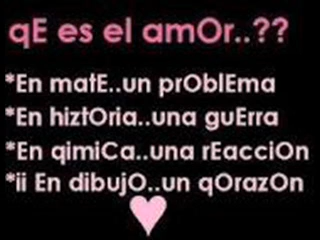 qE es el amOr..??
*En matE..un prOblEma
*En hiztOria..una guErra
*En qimiCa..una rEacciOn
*ii En dibujO..un qOrazOn